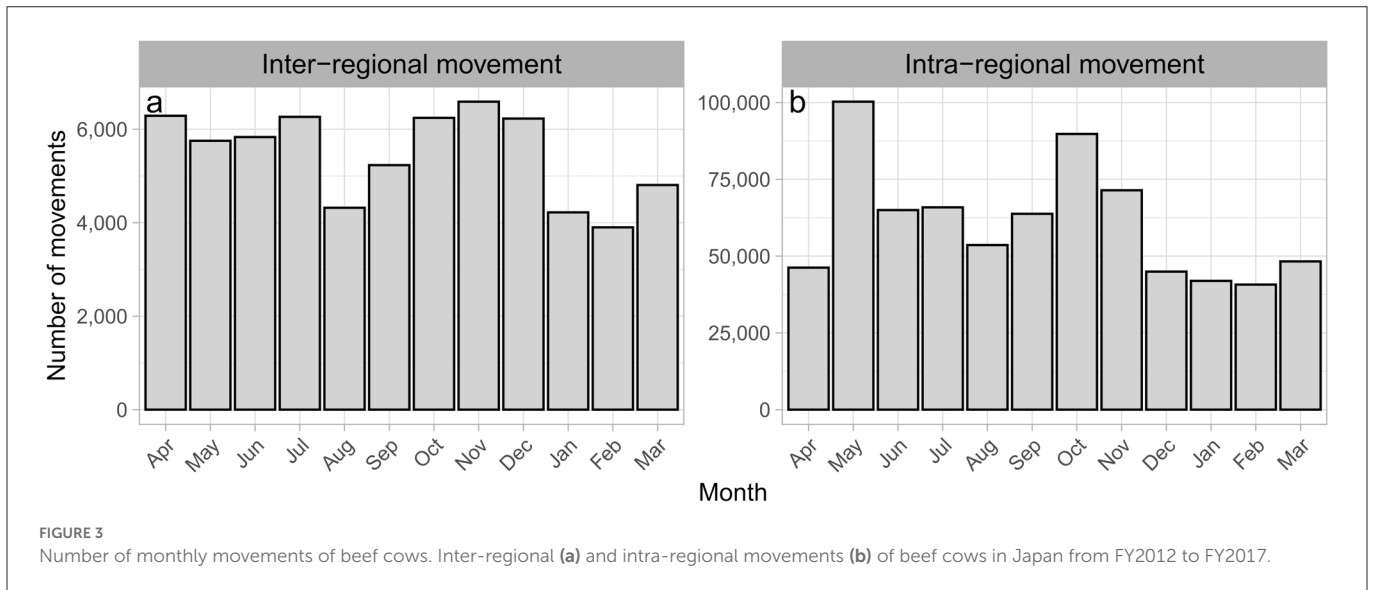 Inter−regional movement
Intra−regional movement
a
b
Number of movements
6,000
4,000
2,000
0
100,000
75,000
50,000
25,000
0
Apr May Jun Jul Aug Sep Oct Nov Dec Jan Feb Mar
Apr May Jun Jul Aug Sep Oct Nov Dec Jan Feb Mar
Month
FIGURE 3
Number of monthly movements of beef cows. Inter-regional (a) and intra-regional movements (b) of beef cows in Japan from FY2012 to FY2017.